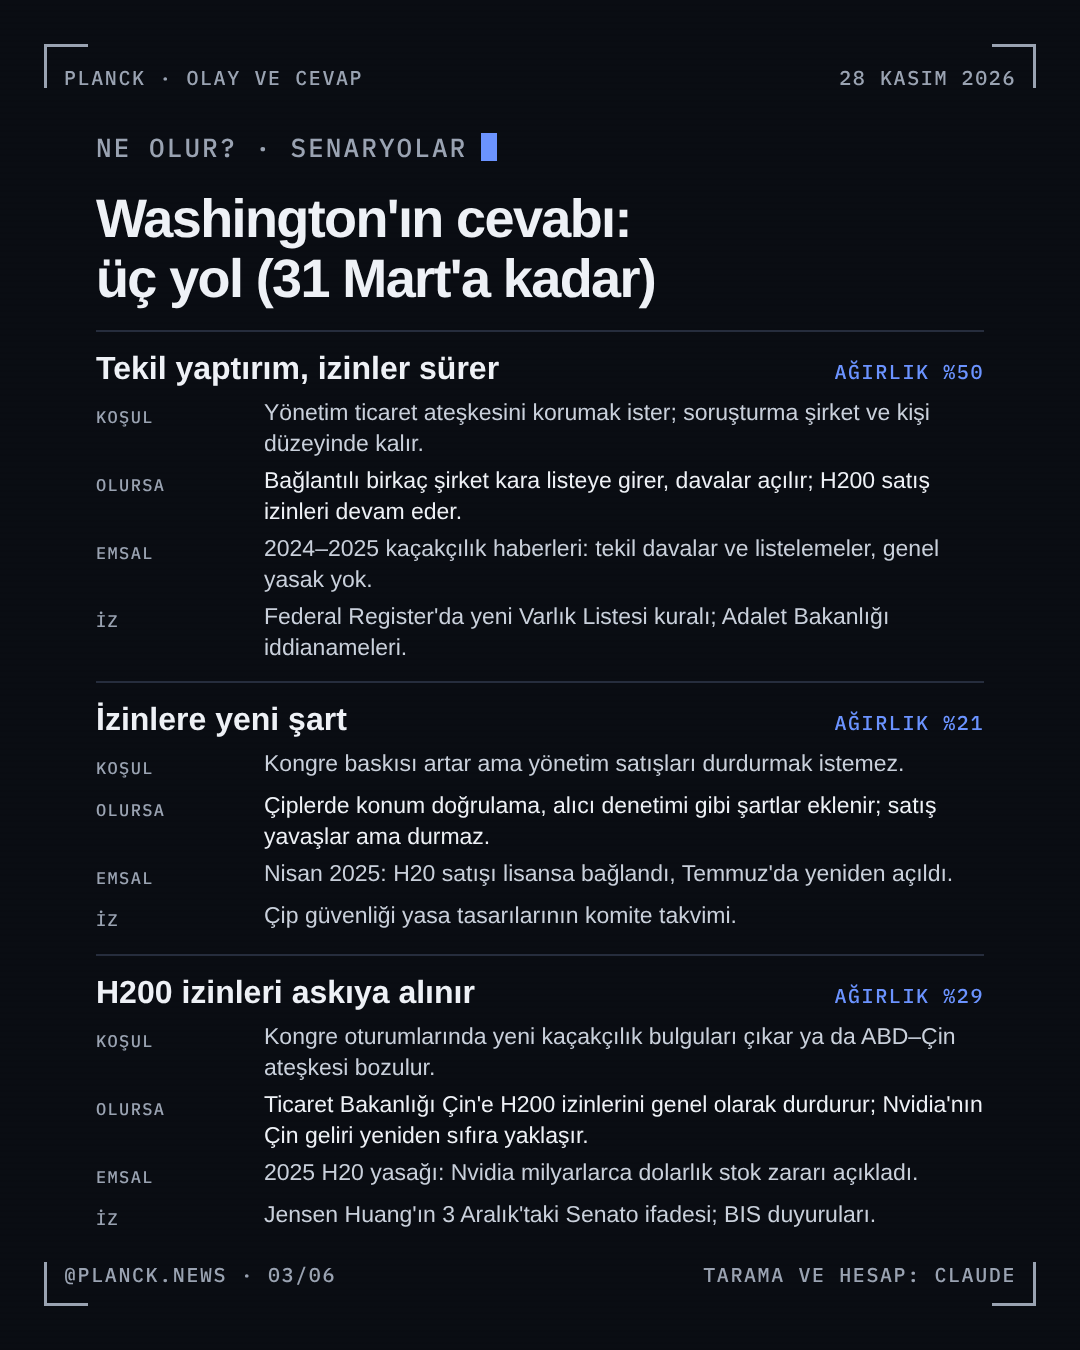 PLANCK · OLAY VE CEVAP
28 KASIM 2026
NE OLUR? · SENARYOLAR
Washington'ın cevabı:
üç yol (31 Mart'a kadar)
Tekil yaptırım, izinler sürer
AĞIRLIK %50
KOŞUL
Yönetim ticaret ateşkesini korumak ister; soruşturma şirket ve kişi
düzeyinde kalır.
OLURSA
Bağlantılı birkaç şirket kara listeye girer, davalar açılır; H200 satış
izinleri devam eder.
EMSAL
2024–2025 kaçakçılık haberleri: tekil davalar ve listelemeler, genel
yasak yok.
İZ
Federal Register'da yeni Varlık Listesi kuralı; Adalet Bakanlığı
iddianameleri.
İzinlere yeni şart
AĞIRLIK %21
KOŞUL
Kongre baskısı artar ama yönetim satışları durdurmak istemez.
OLURSA
Çiplerde konum doğrulama, alıcı denetimi gibi şartlar eklenir; satış
yavaşlar ama durmaz.
EMSAL
Nisan 2025: H20 satışı lisansa bağlandı, Temmuz'da yeniden açıldı.
İZ
Çip güvenliği yasa tasarılarının komite takvimi.
H200 izinleri askıya alınır
AĞIRLIK %29
KOŞUL
Kongre oturumlarında yeni kaçakçılık bulguları çıkar ya da ABD–Çin
ateşkesi bozulur.
OLURSA
Ticaret Bakanlığı Çin'e H200 izinlerini genel olarak durdurur; Nvidia'nın
Çin geliri yeniden sıfıra yaklaşır.
EMSAL
2025 H20 yasağı: Nvidia milyarlarca dolarlık stok zararı açıkladı.
İZ
Jensen Huang'ın 3 Aralık'taki Senato ifadesi; BIS duyuruları.
@PLANCK.NEWS · 03/06
TARAMA VE HESAP: CLAUDE